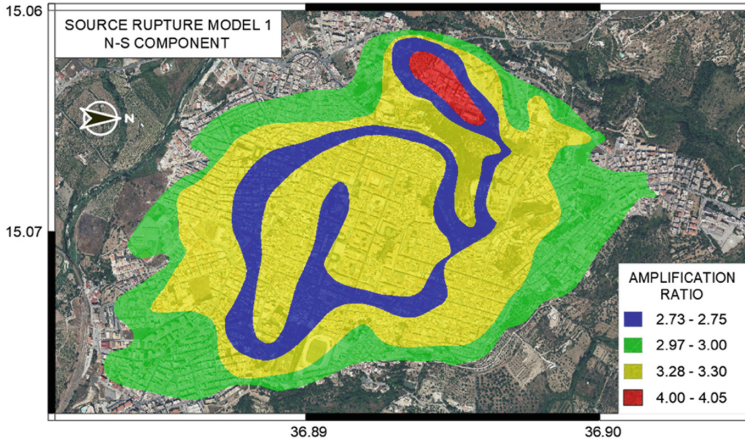 15.06
SOURCE RUPTURE MODEL 1
N-S COMPONENT
N
15.07
AMPLIFICATION
RATIO
2.73 - 2.75
2.97 - 3.00
3.28 - 3.30
4.00 - 4.05
36.89
36.90